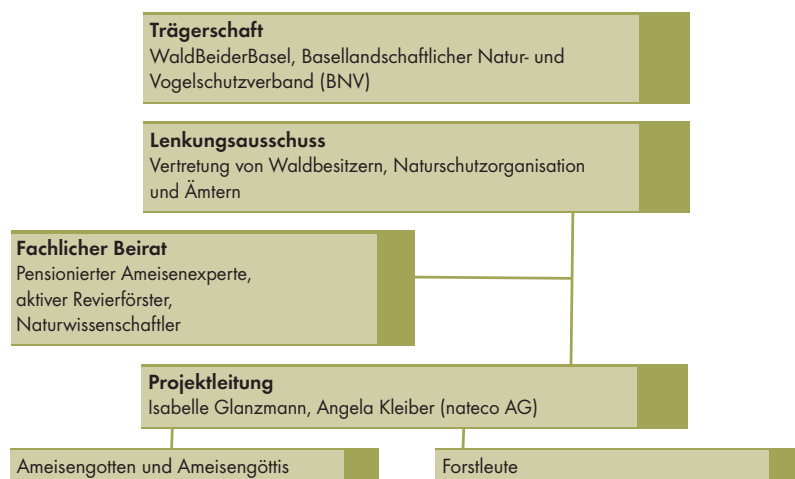 Trägerschaft
WaldBeiderBasel, Basellandschaftlicher Natur- und
Vogelschutzverband (BNV)
Lenkungsausschuss
Vertretung von Waldbesitzern, Naturschutzorganisation
und Ämtern
Fachlicher Beirat
Pensionierter Ameisenexperte,
aktiver Revierförster,
Naturwissenschaftler
Projektleitung
Isabelle Glanzmann, Angela Kleiber (nateco AG)
Ameisengotten und Ameisengöttis
Forstleute